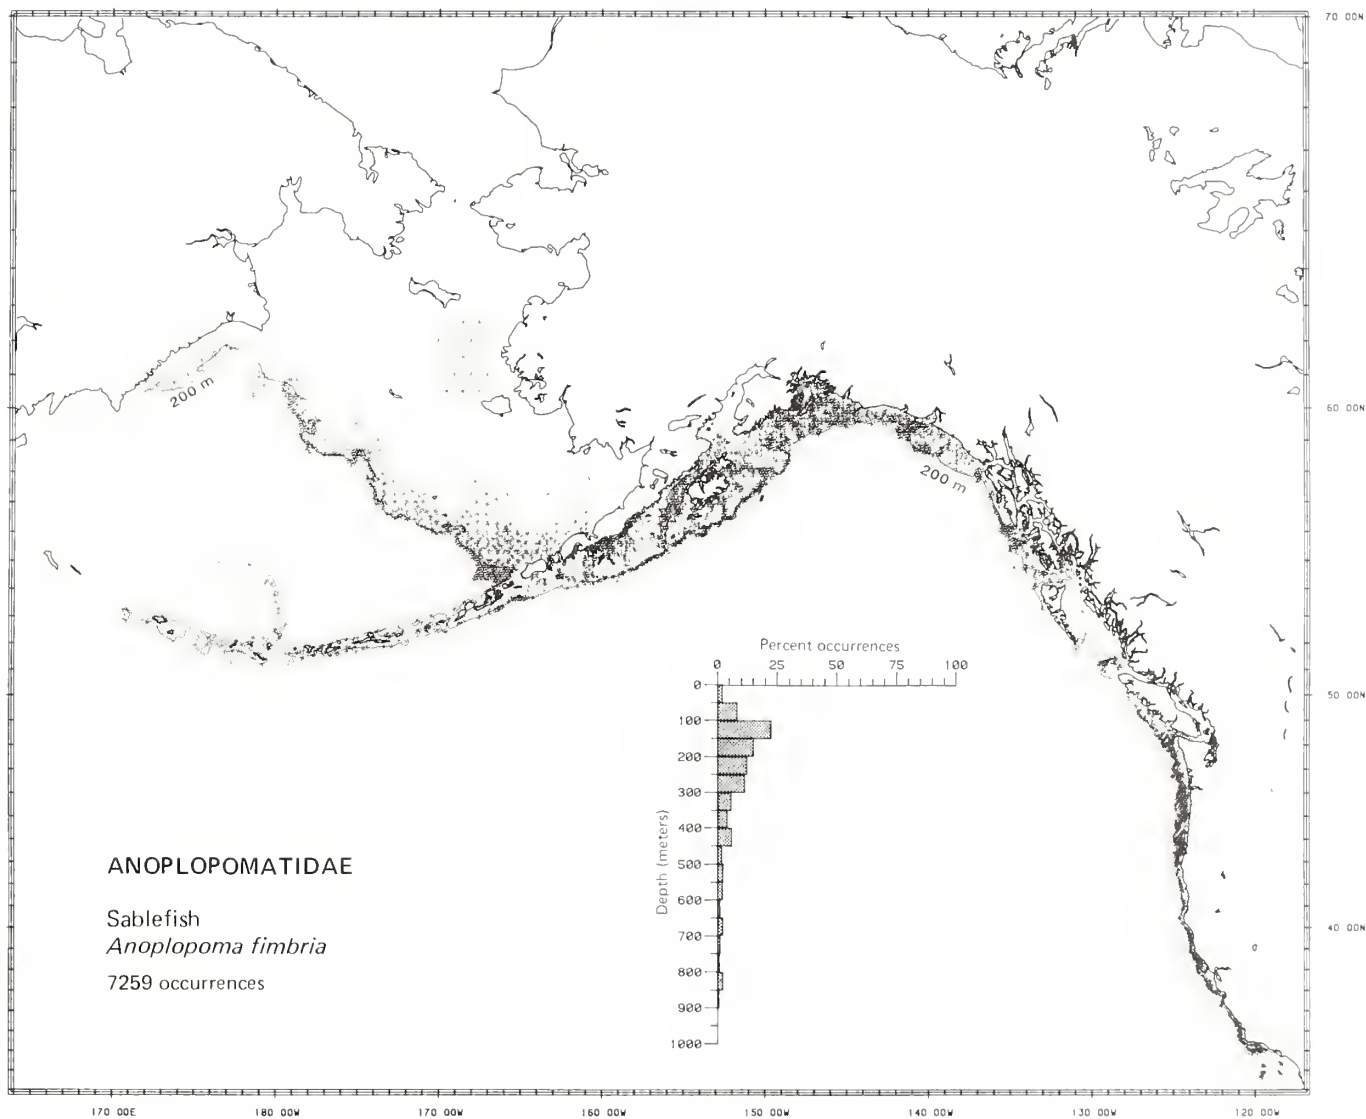 70 00N
200 m
60 00N
200 m
Percent occurrences
0 25 50 75 100
0
50 00N
100
200
300
400
Depth (meters)
500
600
700
800
900
1000
40 00N
ANOPLOPOMATIDAE
Sablefish
Anoplopoma fimbria
7259 occurrences
170 00E 180 00W 170 00W 160 00W 150 00W 140 00W 130 00W 120 00W